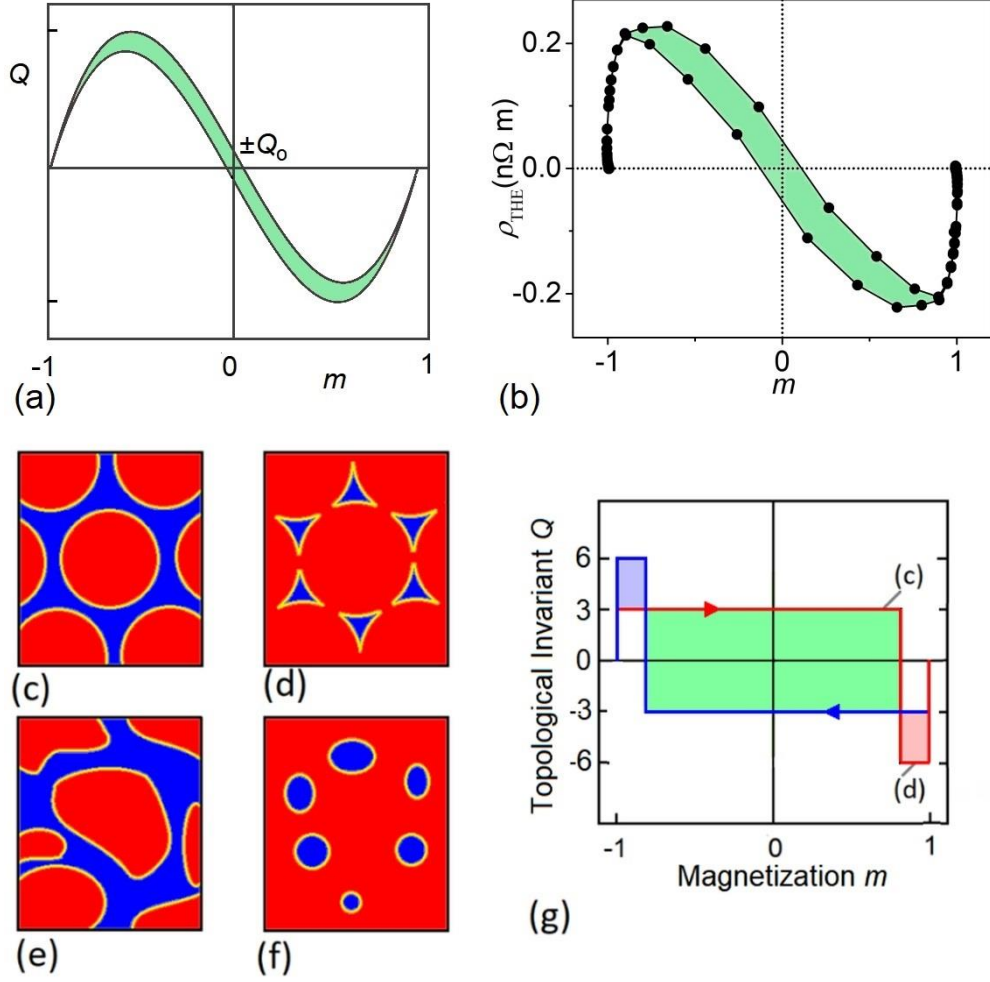 Q
±Q₀
-1
0
m
1
(a)
0.2
0.0
-0.2
ρTHE(nΩ m)
-1
0
1
m
(b)
(c)
(d)
(e)
(f)
Topological Invariant Q
6
3
0
-3
-6
(c)
(d)
-1
0
1
Magnetization m
(g)